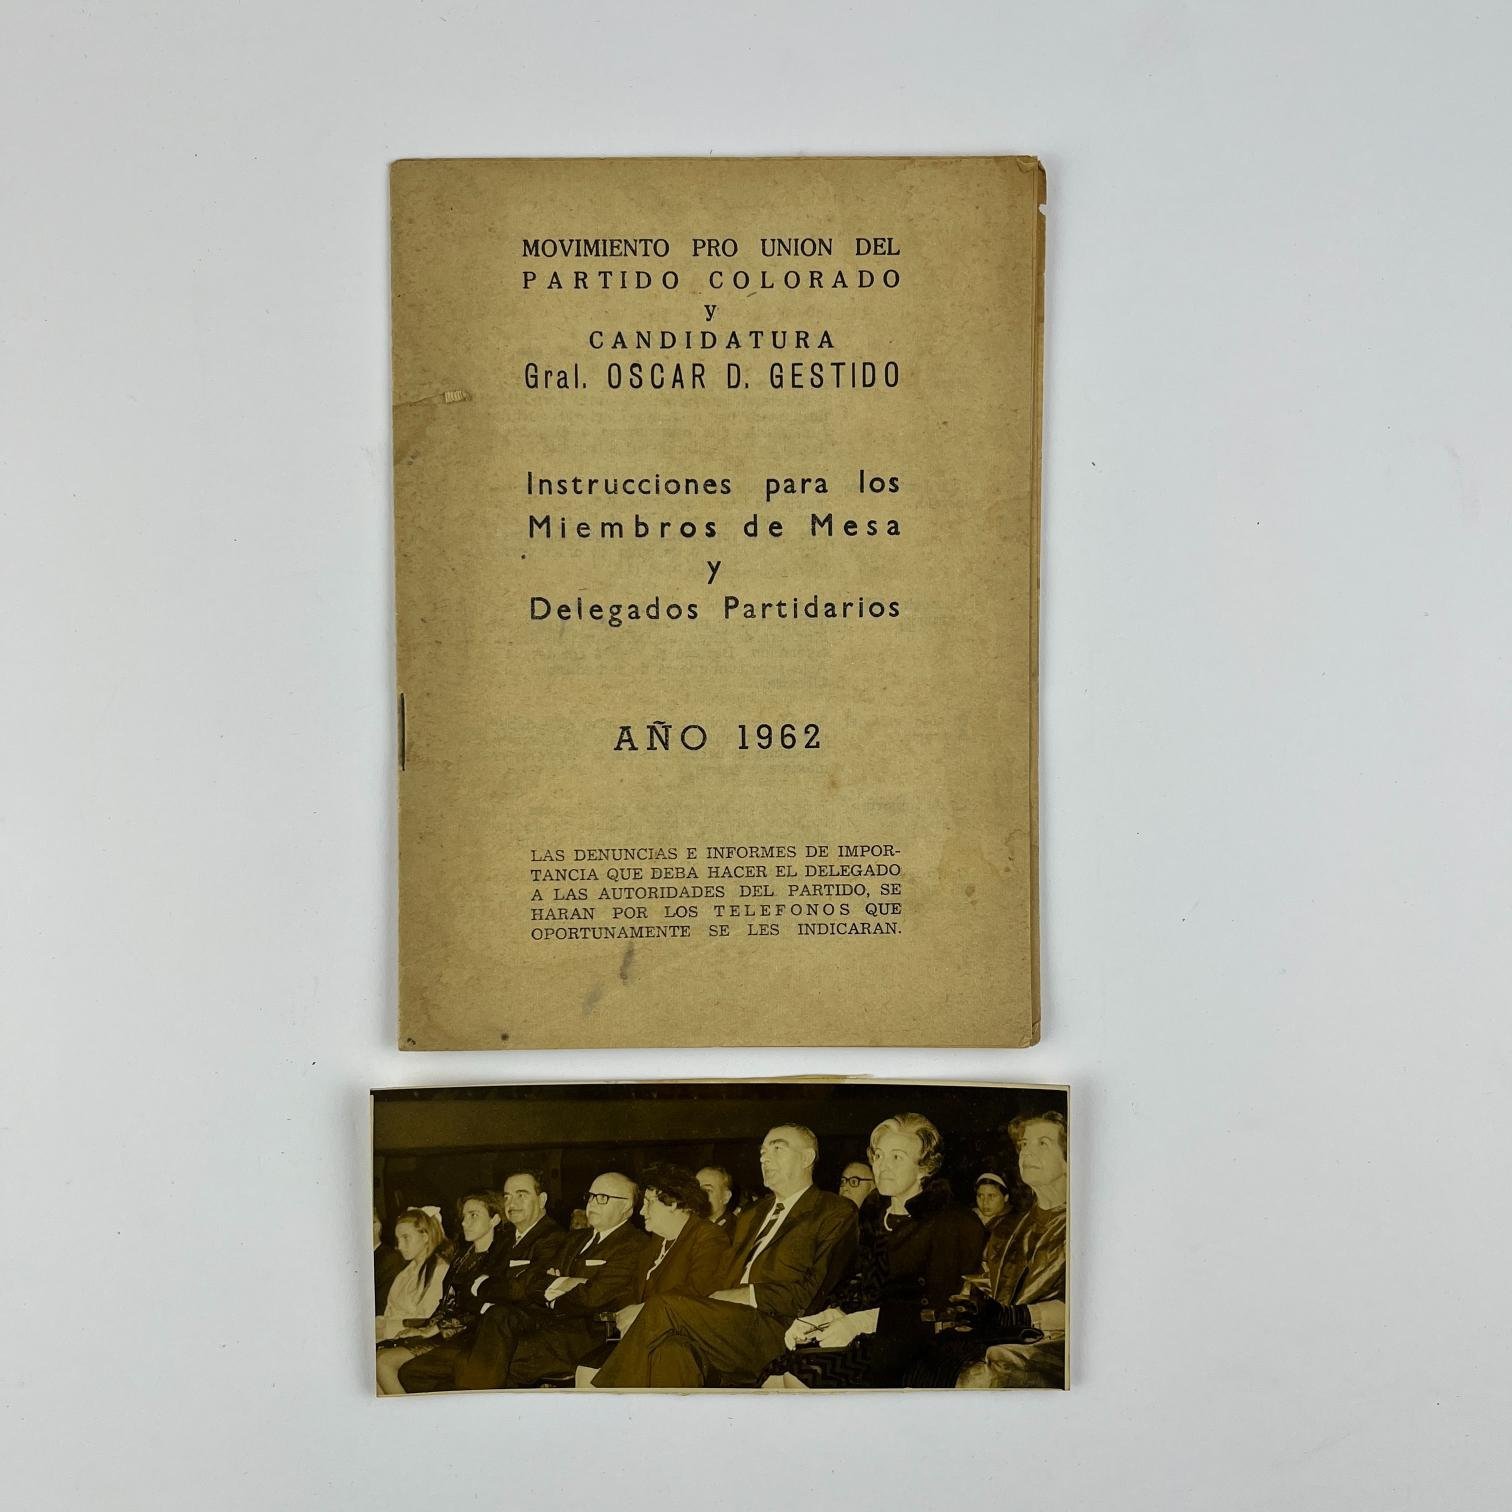 MOVIMIENTO PRO UNION DEL
PARTIDO COLORADO
y
CANDIDATURA
Gral. OSCAR D. GESTIDO
Instrucciones para los
Miembros de Mesa
y
Delegados Partidarios
AÑO 1962
LAS DENUNCIAS E INFORMES DE IMPOR-
TANCIA QUE DEBA HACER EL DELEGADO
A LAS AUTORIDADES DEL PARTIDO, SE
HARAN POR LOS TELEFONOS QUE
OPORTUNAMENTE SE LES INDICARAN.